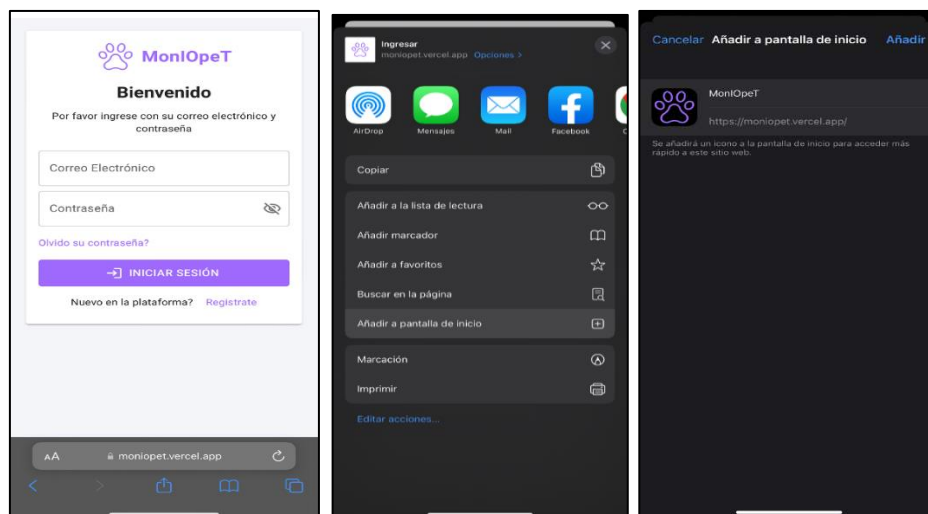 MonIOpeT
Bienvenido
Por favor ingrese con su correo electrónico y
contraseña
Correo Electrónico
Contraseña
Olvido su contraseña?
INICIAR SESIÓN
Nuevo en la plataforma? Registrate
AA moniopet.vercel.app
Ingresar
moniopet.vercel.app Opciones >
AirDrop Mensajes Mail Facebook
Copiar
Añadir a la lista de lectura
Añadir marcador
Añadir a favoritos
Buscar en la página
Añadir a pantalla de inicio
Marcación
Imprimir
Editar acciones...
Cancelar Añadir a pantalla de inicio Añadir
MonIOpeT
https://moniopet.vercel.app/
Se añadirá un icono a la pantalla de inicio para acceder más
rápido a este sitio web.